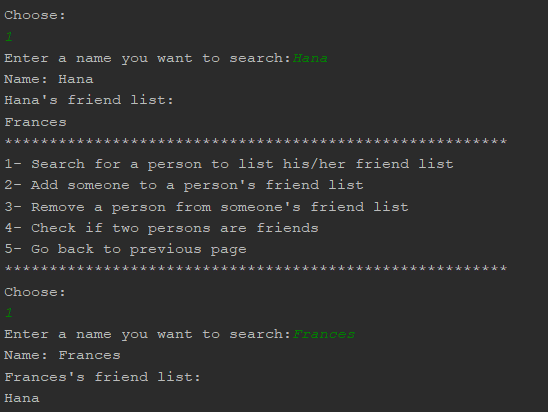 Choose:
1
Enter a name you want to search:Hana
Name: Hana
Hana's friend list:
Frances
********************************************************
1- Search for a person to list his/her friend list
2- Add someone to a person's friend list
3- Remove a person from someone's friend list
4- Check if two persons are friends
5- Go back to previous page
********************************************************
Choose:
1
Enter a name you want to search:Frances
Name: Frances
Frances's friend list:
Hana